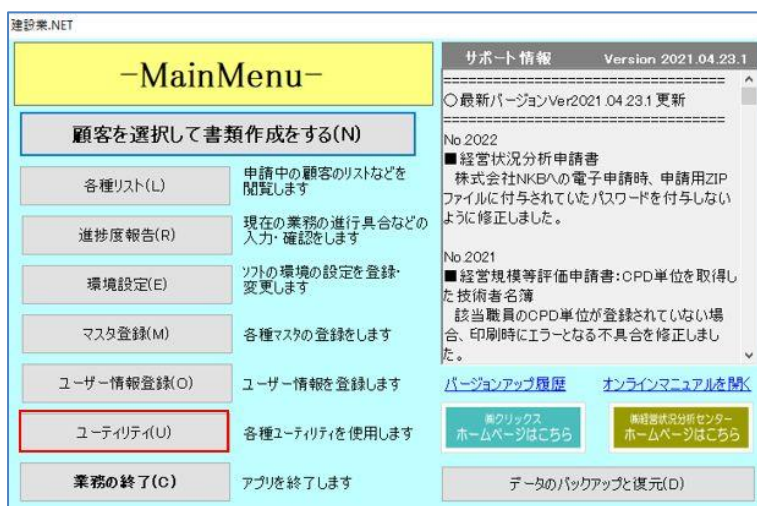 建設業.NET
-MainMenu-
顧客を選択して書類作成をする(N)
各種リスト(L)
申請中の顧客のリストなどを
閲覧します
進捗度報告(R)
現在の業務の進行具合などの
入力・確認をします
環境設定(E)
ソフトの環境の設定を登録・
変更します
マスタ登録(M)
各種マスタの登録をします
ユーザー情報登録(O)
ユーザー情報を登録します
ユーティリティ(U)
各種ユーティリティを使用します
業務の終了(C)
アプリを終了します
サポート情報 Version 2021.04.23.1
==================================
○最新バージョンVer2021.04.23.1 更新
==================================
No.2022
■経営状況分析申請書
株式会社NKBへの電子申請時、申請用ZIP
ファイルに付与されていたパスワードを付与しない
ように修正しました。
No.2021
■経営規模等評価申請書:CPD単位を取得し
た技術者名簿
該当職員のCPD単位が登録されていない場
合、印刷時にエラーとなる不具合を修正しまし
た。
バージョンアップ履歴 オンラインマニュアルを開く
㈱クリックス
ホームページはこちら
㈱経営状況分析センター
ホームページはこちら
データのバックアップと復元(D)